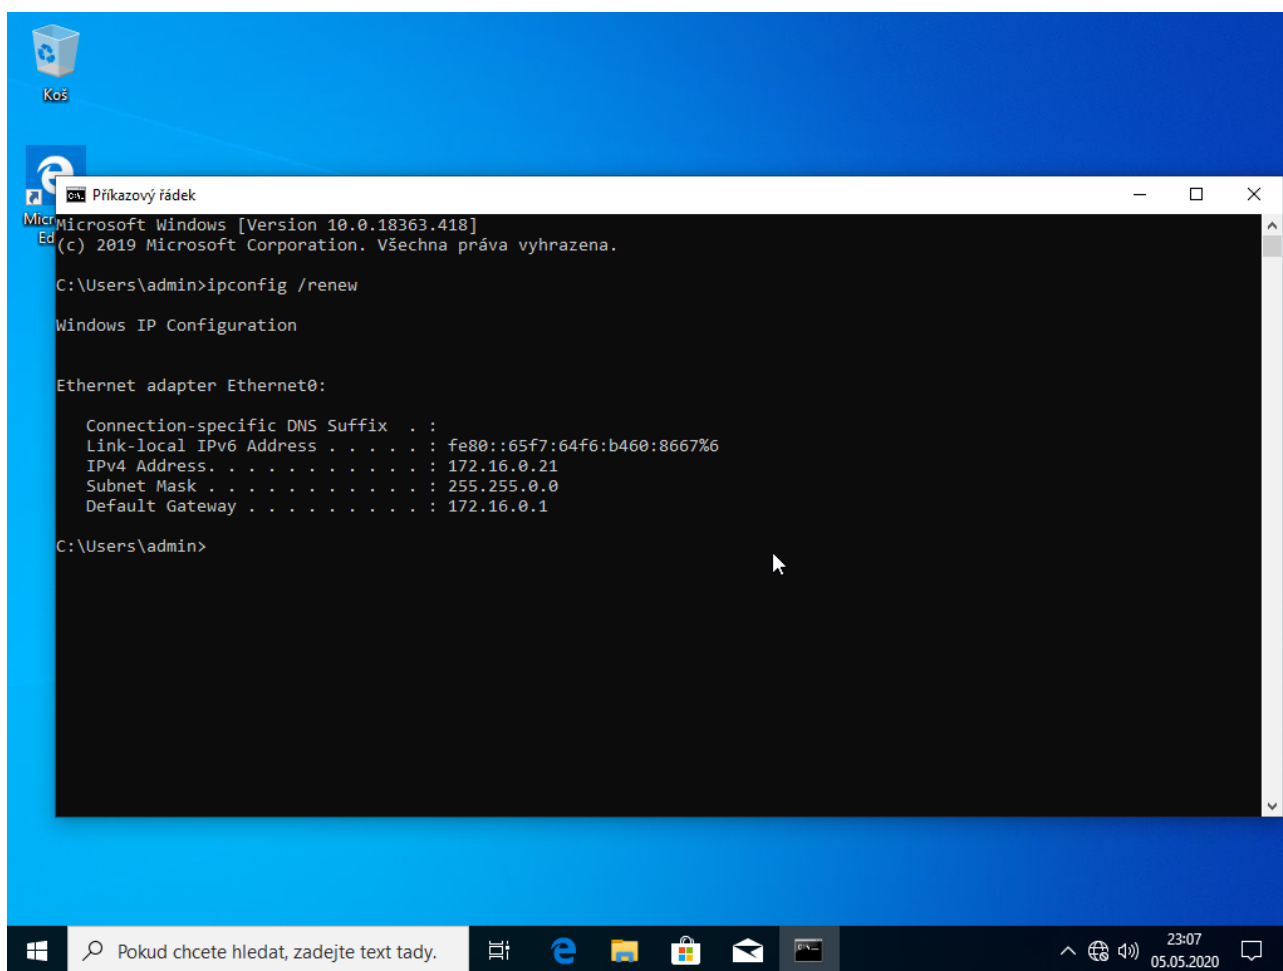 Koš
Příkazový řádek
Microsoft Windows [Version 10.0.18363.418]
(c) 2019 Microsoft Corporation. Všechna práva vyhrazena.
C:\Users\admin>ipconfig /renew
Windows IP Configuration
Ethernet adapter Ethernet0:
Connection-specific DNS Suffix . :
Link-local IPv6 Address . . . . . : fe80::65f7:64f6:b460:8667%6
IPv4 Address. . . . . . . . . . . : 172.16.0.21
Subnet Mask . . . . . . . . . . . : 255.255.0.0
Default Gateway . . . . . . . . . : 172.16.0.1
C:\Users\admin>
Micr
Ed
Pokud chcete hledat, zadejte text tady.
23:07
05.05.2020